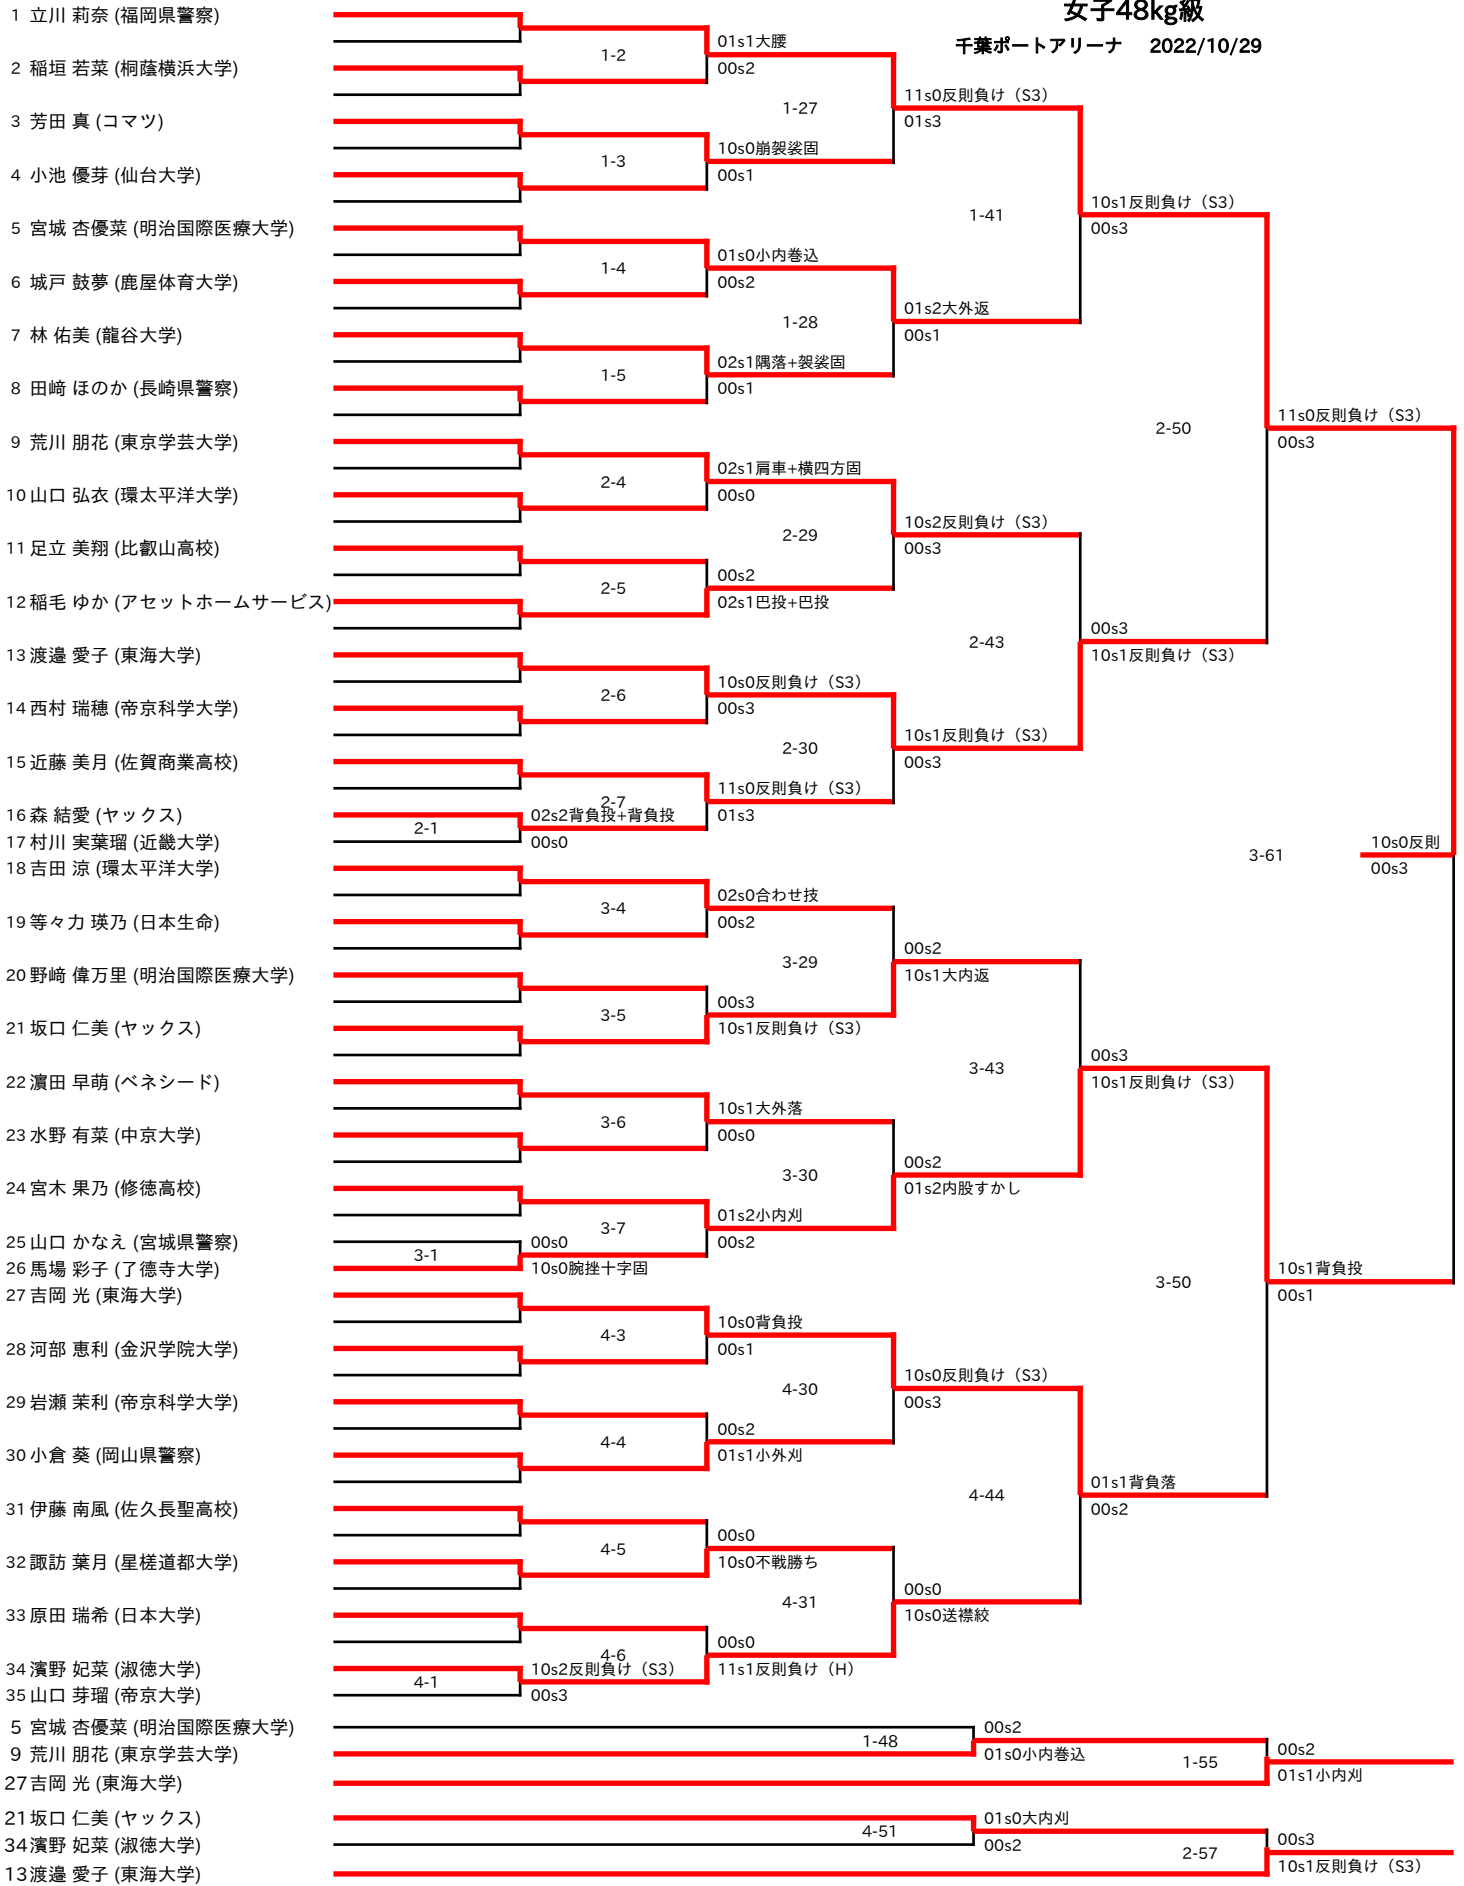 女子48kg級
千葉ポートアリーナ 2022/10/29
1 立川 莉奈 (福岡県警察)
2 稲垣 若菜 (桐蔭横浜大学)
3 芳田 真 (コマツ)
4 小池 優芽 (仙台大学)
5 宮城 杏優菜 (明治国際医療大学)
6 城戸 鼓夢 (鹿屋体育大学)
7 林 佑美 (龍谷大学)
8 田﨑 ほのか (長崎県警察)
9 荒川 朋花 (東京学芸大学)
10 山口 弘衣 (環太平洋大学)
11 足立 美翔 (比叡山高校)
12 稲毛 ゆか (アセットホームサービス)
13 渡邉 愛子 (東海大学)
14 西村 瑞穂 (帝京科学大学)
15 近藤 美月 (佐賀商業高校)
16 森 結愛 (ヤックス)
17 村川 実葉瑠 (近畿大学)
18 吉田 涼 (環太平洋大学)
19 等々力 瑛乃 (日本生命)
20 野﨑 偉万里 (明治国際医療大学)
21 坂口 仁美 (ヤックス)
22 濵田 早萌 (ベネシード)
23 水野 有菜 (中京大学)
24 宮木 果乃 (修徳高校)
25 山口 かなえ (宮城県警察)
26 馬場 彩子 (了德寺大学)
27 吉岡 光 (東海大学)
28 河部 恵利 (金沢学院大学)
29 岩瀬 茉利 (帝京科学大学)
30 小倉 葵 (岡山県警察)
31 伊藤 南風 (佐久長聖高校)
32 諏訪 葉月 (星槎道都大学)
33 原田 瑞希 (日本大学)
34 濱野 妃菜 (淑徳大学)
35 山口 芽瑠 (帝京大学)
2-1
02s2背負投+背負投
00s0
3-1
00s0
10s0腕挫十字固
4-1
10s2反則負け（S3）
00s3
1-2
01s1大腰
00s2
1-3
10s0崩袈裟固
00s1
1-4
01s0小内巻込
00s2
1-5
02s1隅落+袈裟固
00s1
2-4
02s1肩車+横四方固
00s0
2-5
00s2
02s1巴投+巴投
2-6
10s0反則負け（S3）
00s3
2-7
11s0反則負け（S3）
01s3
3-4
02s0合わせ技
00s2
3-5
00s3
10s1反則負け（S3）
3-6
10s1大外落
00s0
3-7
01s2小内刈
00s2
4-3
10s0背負投
00s1
4-4
00s2
01s1小外刈
4-5
00s0
10s0不戦勝ち
4-6
00s0
11s1反則負け（H）
1-27
11s0反則負け（S3）
01s3
1-28
01s2大外返
00s1
2-29
10s2反則負け（S3）
00s3
2-30
10s1反則負け（S3）
00s3
3-29
00s2
10s1大内返
3-30
00s2
01s2内股すかし
4-30
10s0反則負け（S3）
00s3
4-31
00s0
10s0送襟絞
1-41
10s1反則負け（S3）
00s3
2-43
00s3
10s1反則負け（S3）
3-43
00s3
10s1反則負け（S3）
4-44
01s1背負落
00s2
2-50
11s0反則負け（S3）
00s3
3-50
10s1背負投
00s1
3-61
10s0反則
00s3
5 宮城 杏優菜 (明治国際医療大学)
9 荒川 朋花 (東京学芸大学)
27 吉岡 光 (東海大学)
1-48
00s2
01s0小内巻込
1-55
00s2
01s1小内刈
21 坂口 仁美 (ヤックス)
34 濱野 妃菜 (淑徳大学)
13 渡邉 愛子 (東海大学)
4-51
01s0大内刈
00s2
2-57
00s3
10s1反則負け（S3）